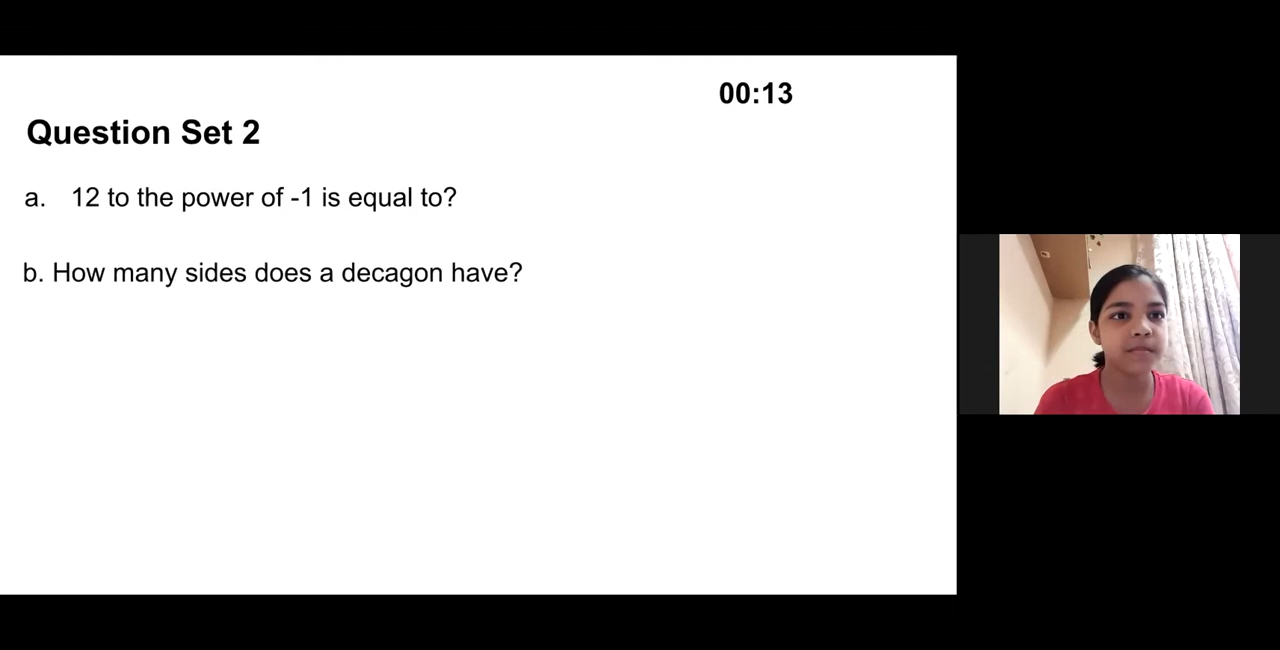 00:13
Question Set 2
a. 12 to the power of -1 is equal to?
b. How many sides does a decagon have?